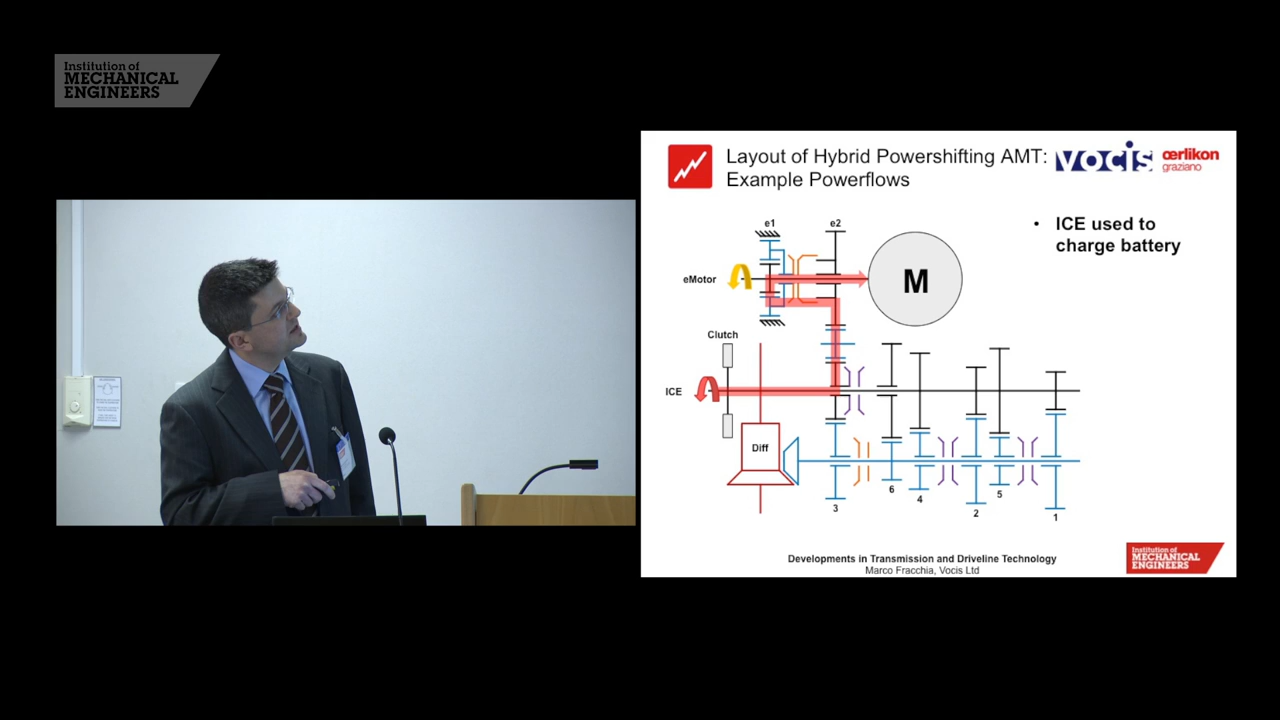 Institution of
MECHANICAL
ENGINEERS
Layout of Hybrid Powershifting AMT:
Example Powerflows
vocis
œrlikon
graziano
• ICE used to
charge battery
e1
e2
eMotor
M
Clutch
ICE
Diff
3
6
4
2
5
1
Developments in Transmission and Driveline Technology
Marco Fracchia, Vocis Ltd
Institution of
MECHANICAL
ENGINEERS